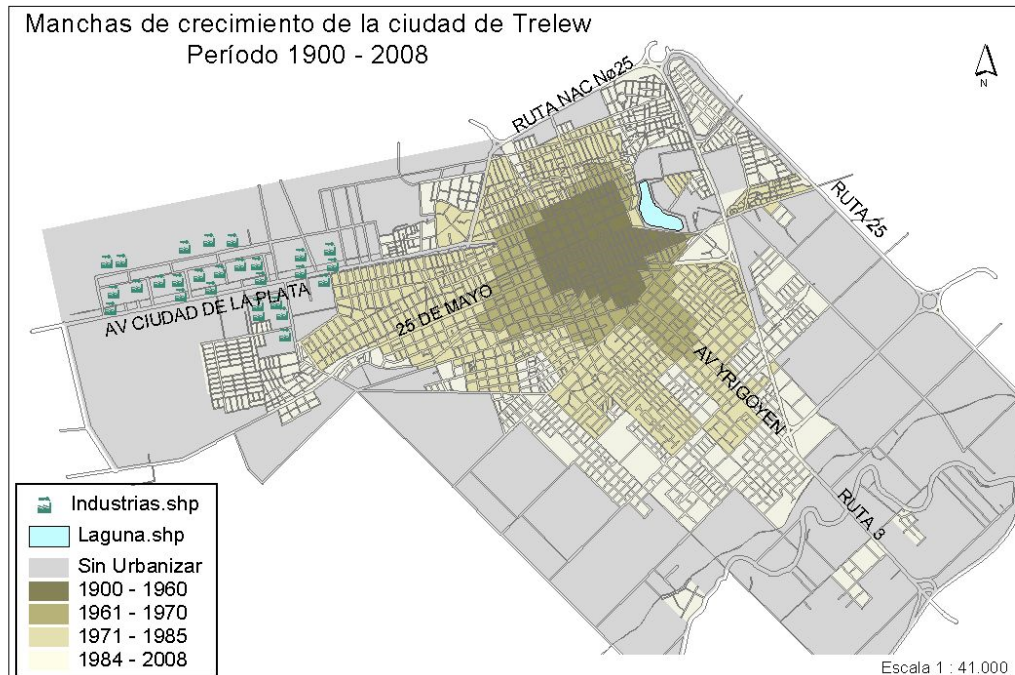 Manchas de crecimiento de la ciudad de Trelew
Período 1900 - 2008
N
RUTA NAC Nø25
RUTA 25
AV CIUDAD DE LA PLATA
25 DE MAYO
AV YRIGOYEN
RUTA 3
Industrias.shp
Laguna.shp
Sin Urbanizar
1900 - 1960
1961 - 1970
1971 - 1985
1984 - 2008
Escala 1 : 41.000